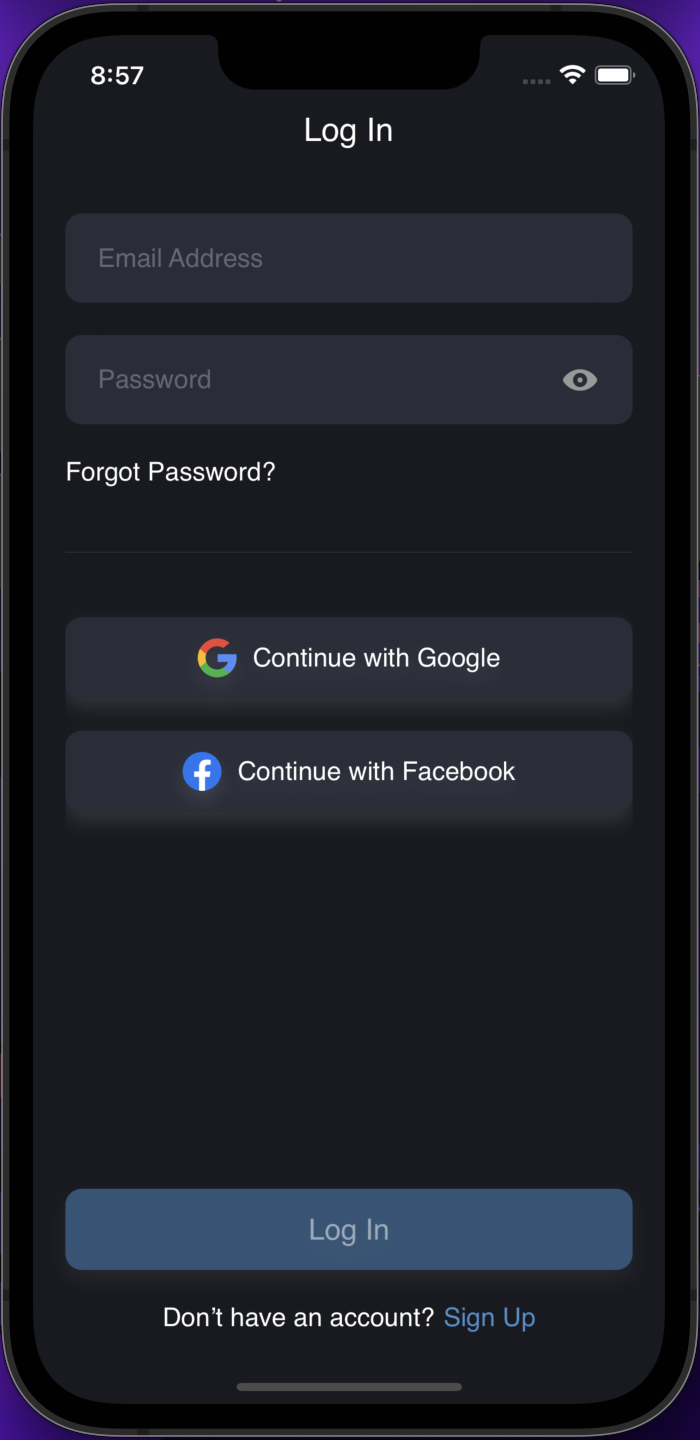 8:57
Log In
Email Address
Password
Forgot Password?
Continue with Google
Continue with Facebook
Log In
Don’t have an account? Sign Up